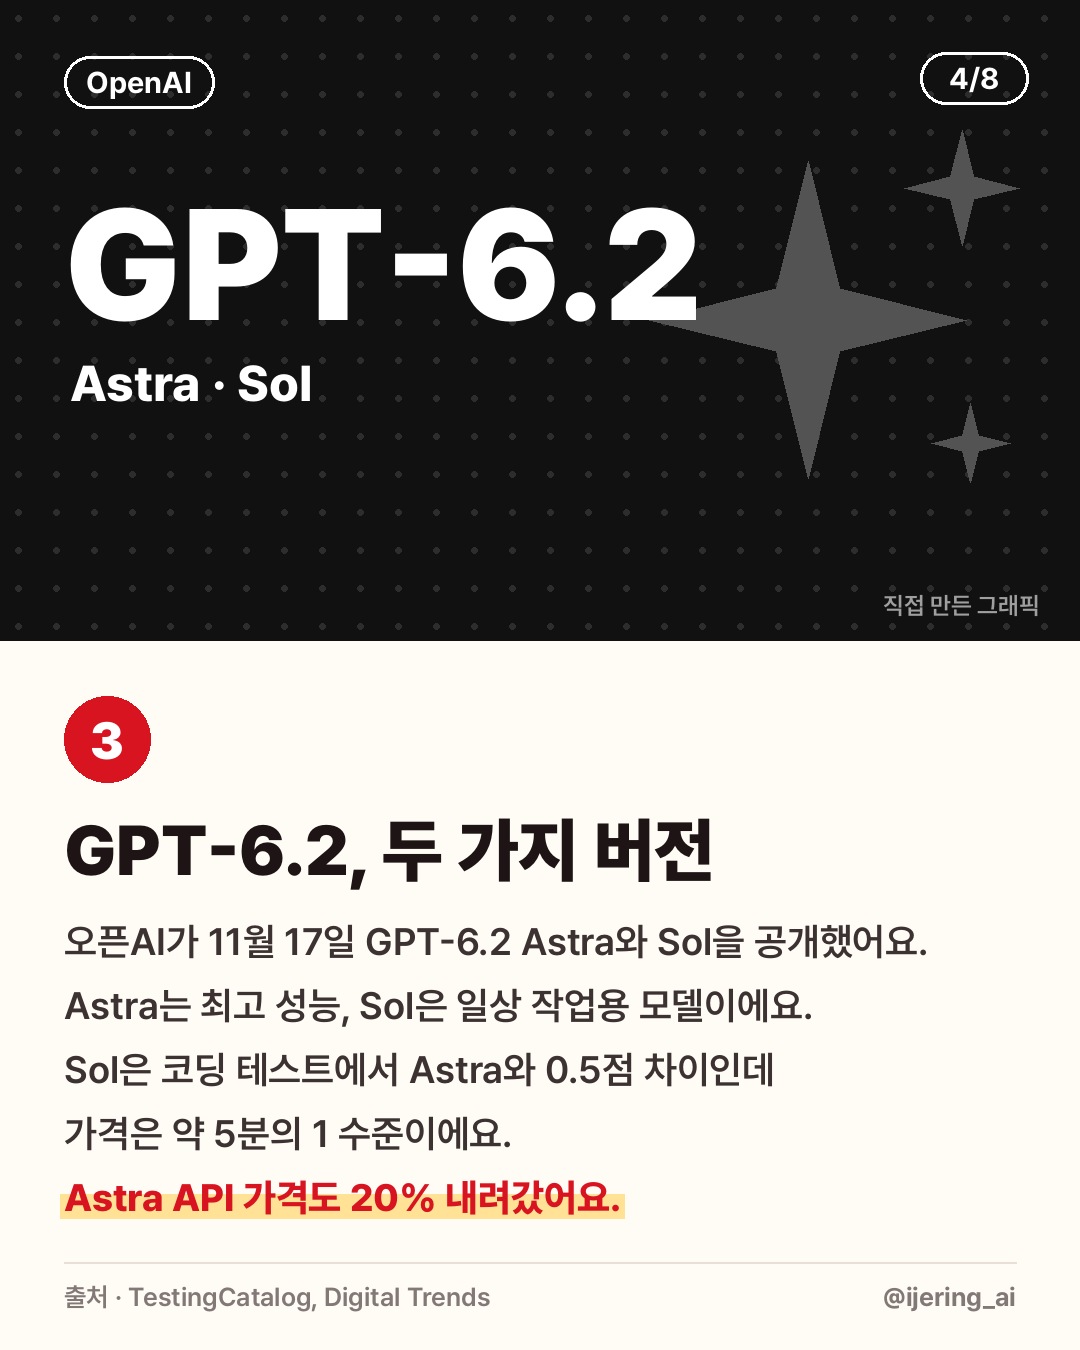 OpenAI
4/8
GPT-6.2
Astra · Sol
직접 만든 그래픽
3
GPT-6.2, 두 가지 버전
오픈AI가 11월 17일 GPT-6.2 Astra와 Sol을 공개했어요.
Astra는 최고 성능, Sol은 일상 작업용 모델이에요.
Sol은 코딩 테스트에서 Astra와 0.5점 차이인데
가격은 약 5분의 1 수준이에요.
Astra API 가격도 20% 내려갔어요.
출처 · TestingCatalog, Digital Trends
@ijering_ai